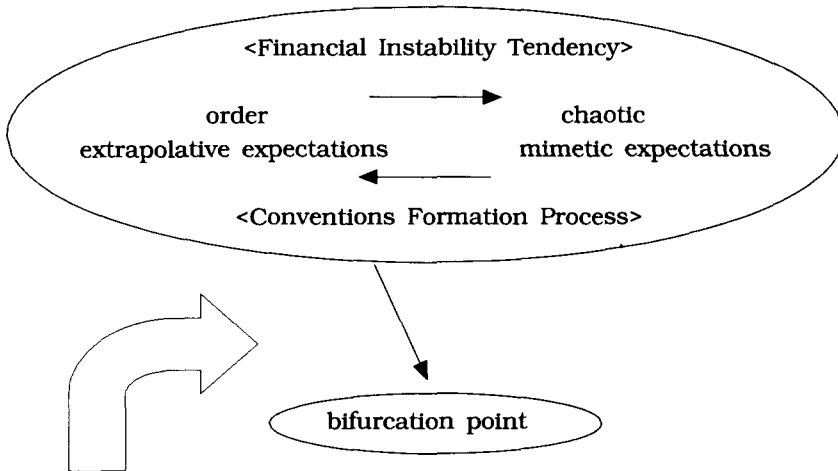 <Financial Instability Tendency>
order chaotic
extrapolative expectations mimetic expectations
<Conventions Formation Process>
bifurcation point